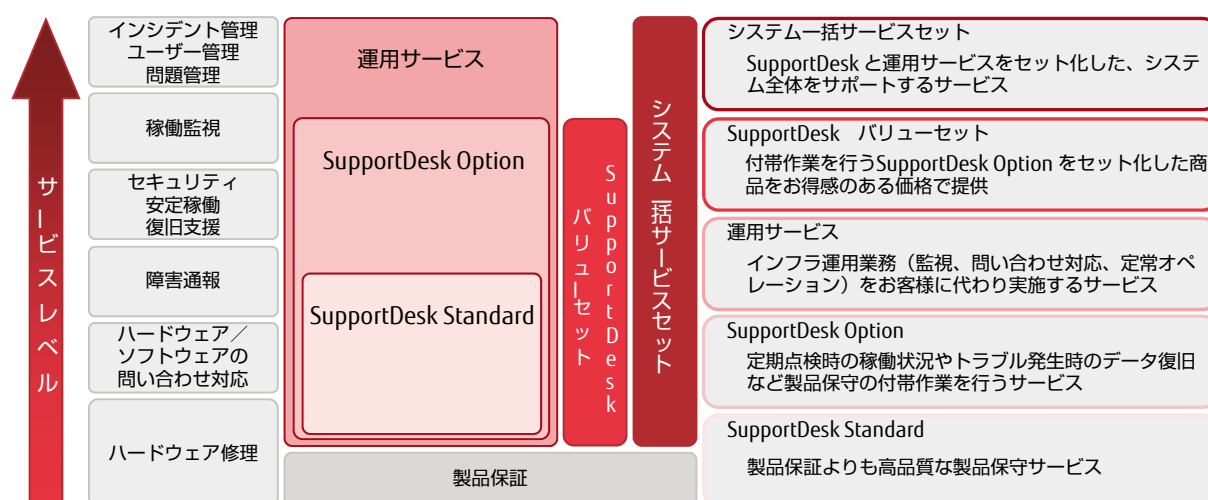 サービスレベル
インシデント管理
ユーザー管理
問題管理
稼働監視
セキュリティ
安定稼働
復旧支援
障害通報
ハードウェア／
ソフトウェアの
問い合わせ対応
ハードウェア修理
運用サービス
SupportDesk Option
SupportDesk Standard
製品保証
SupportDesk
バリューセット
システム一括サービスセット
システム一括サービスセット
SupportDesk と運用サービスをセット化した、システ
ム全体をサポートするサービス
SupportDesk　バリューセット
付帯作業を行うSupportDesk Option をセット化した商
品をお得感のある価格で提供
運用サービス
インフラ運用業務（監視、問い合わせ対応、定常オペ
レーション）をお客様に代わり実施するサービス
SupportDesk Option
定期点検時の稼働状況やトラブル発生時のデータ復旧
など製品保守の付帯作業を行うサービス
SupportDesk Standard
製品保証よりも高品質な製品保守サービス